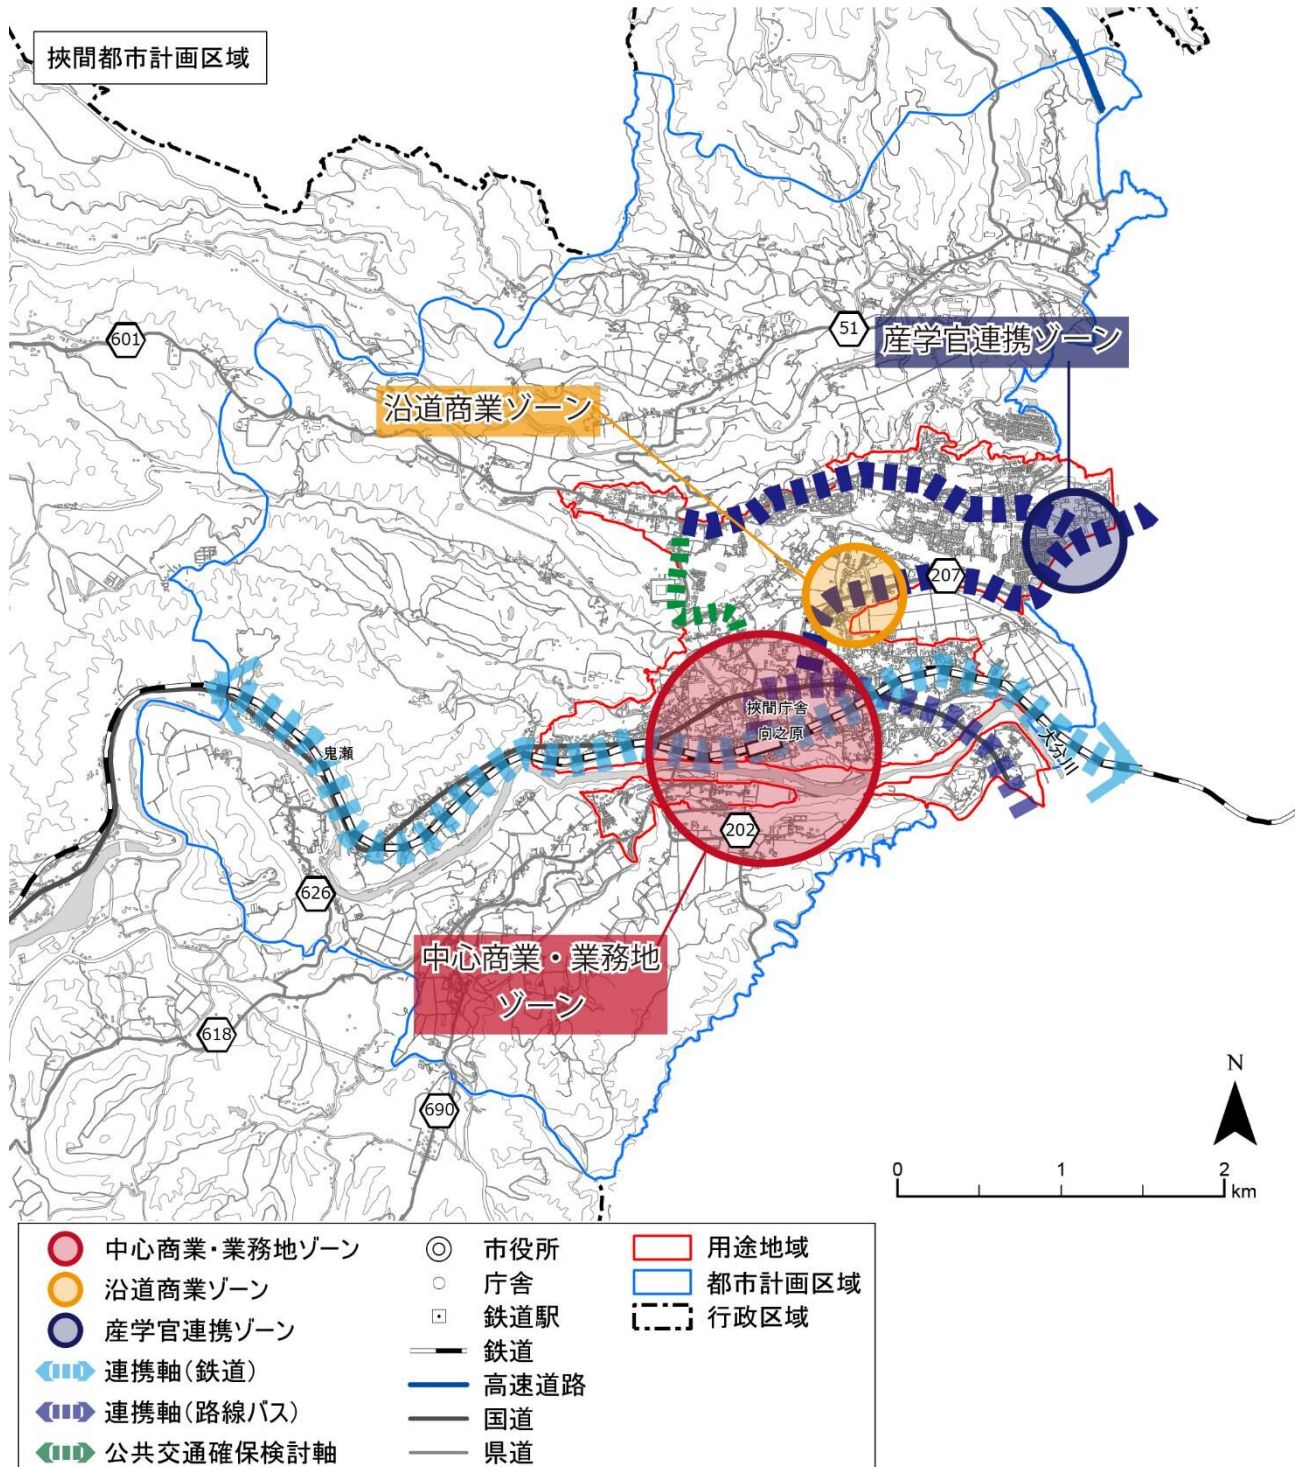 挾間都市計画区域
601
51
産学官連携ゾーン
沿道商業ゾーン
207
挾間庁舎
向之原
鬼瀬
大分川
202
626
中心商業・業務地
ゾーン
618
690
N
0 1 2
km
中心商業・業務地ゾーン
沿道商業ゾーン
産学官連携ゾーン
連携軸(鉄道)
連携軸(路線バス)
公共交通確保検討軸
市役所
庁舎
鉄道駅
鉄道
高速道路
国道
県道
用途地域
都市計画区域
行政区域